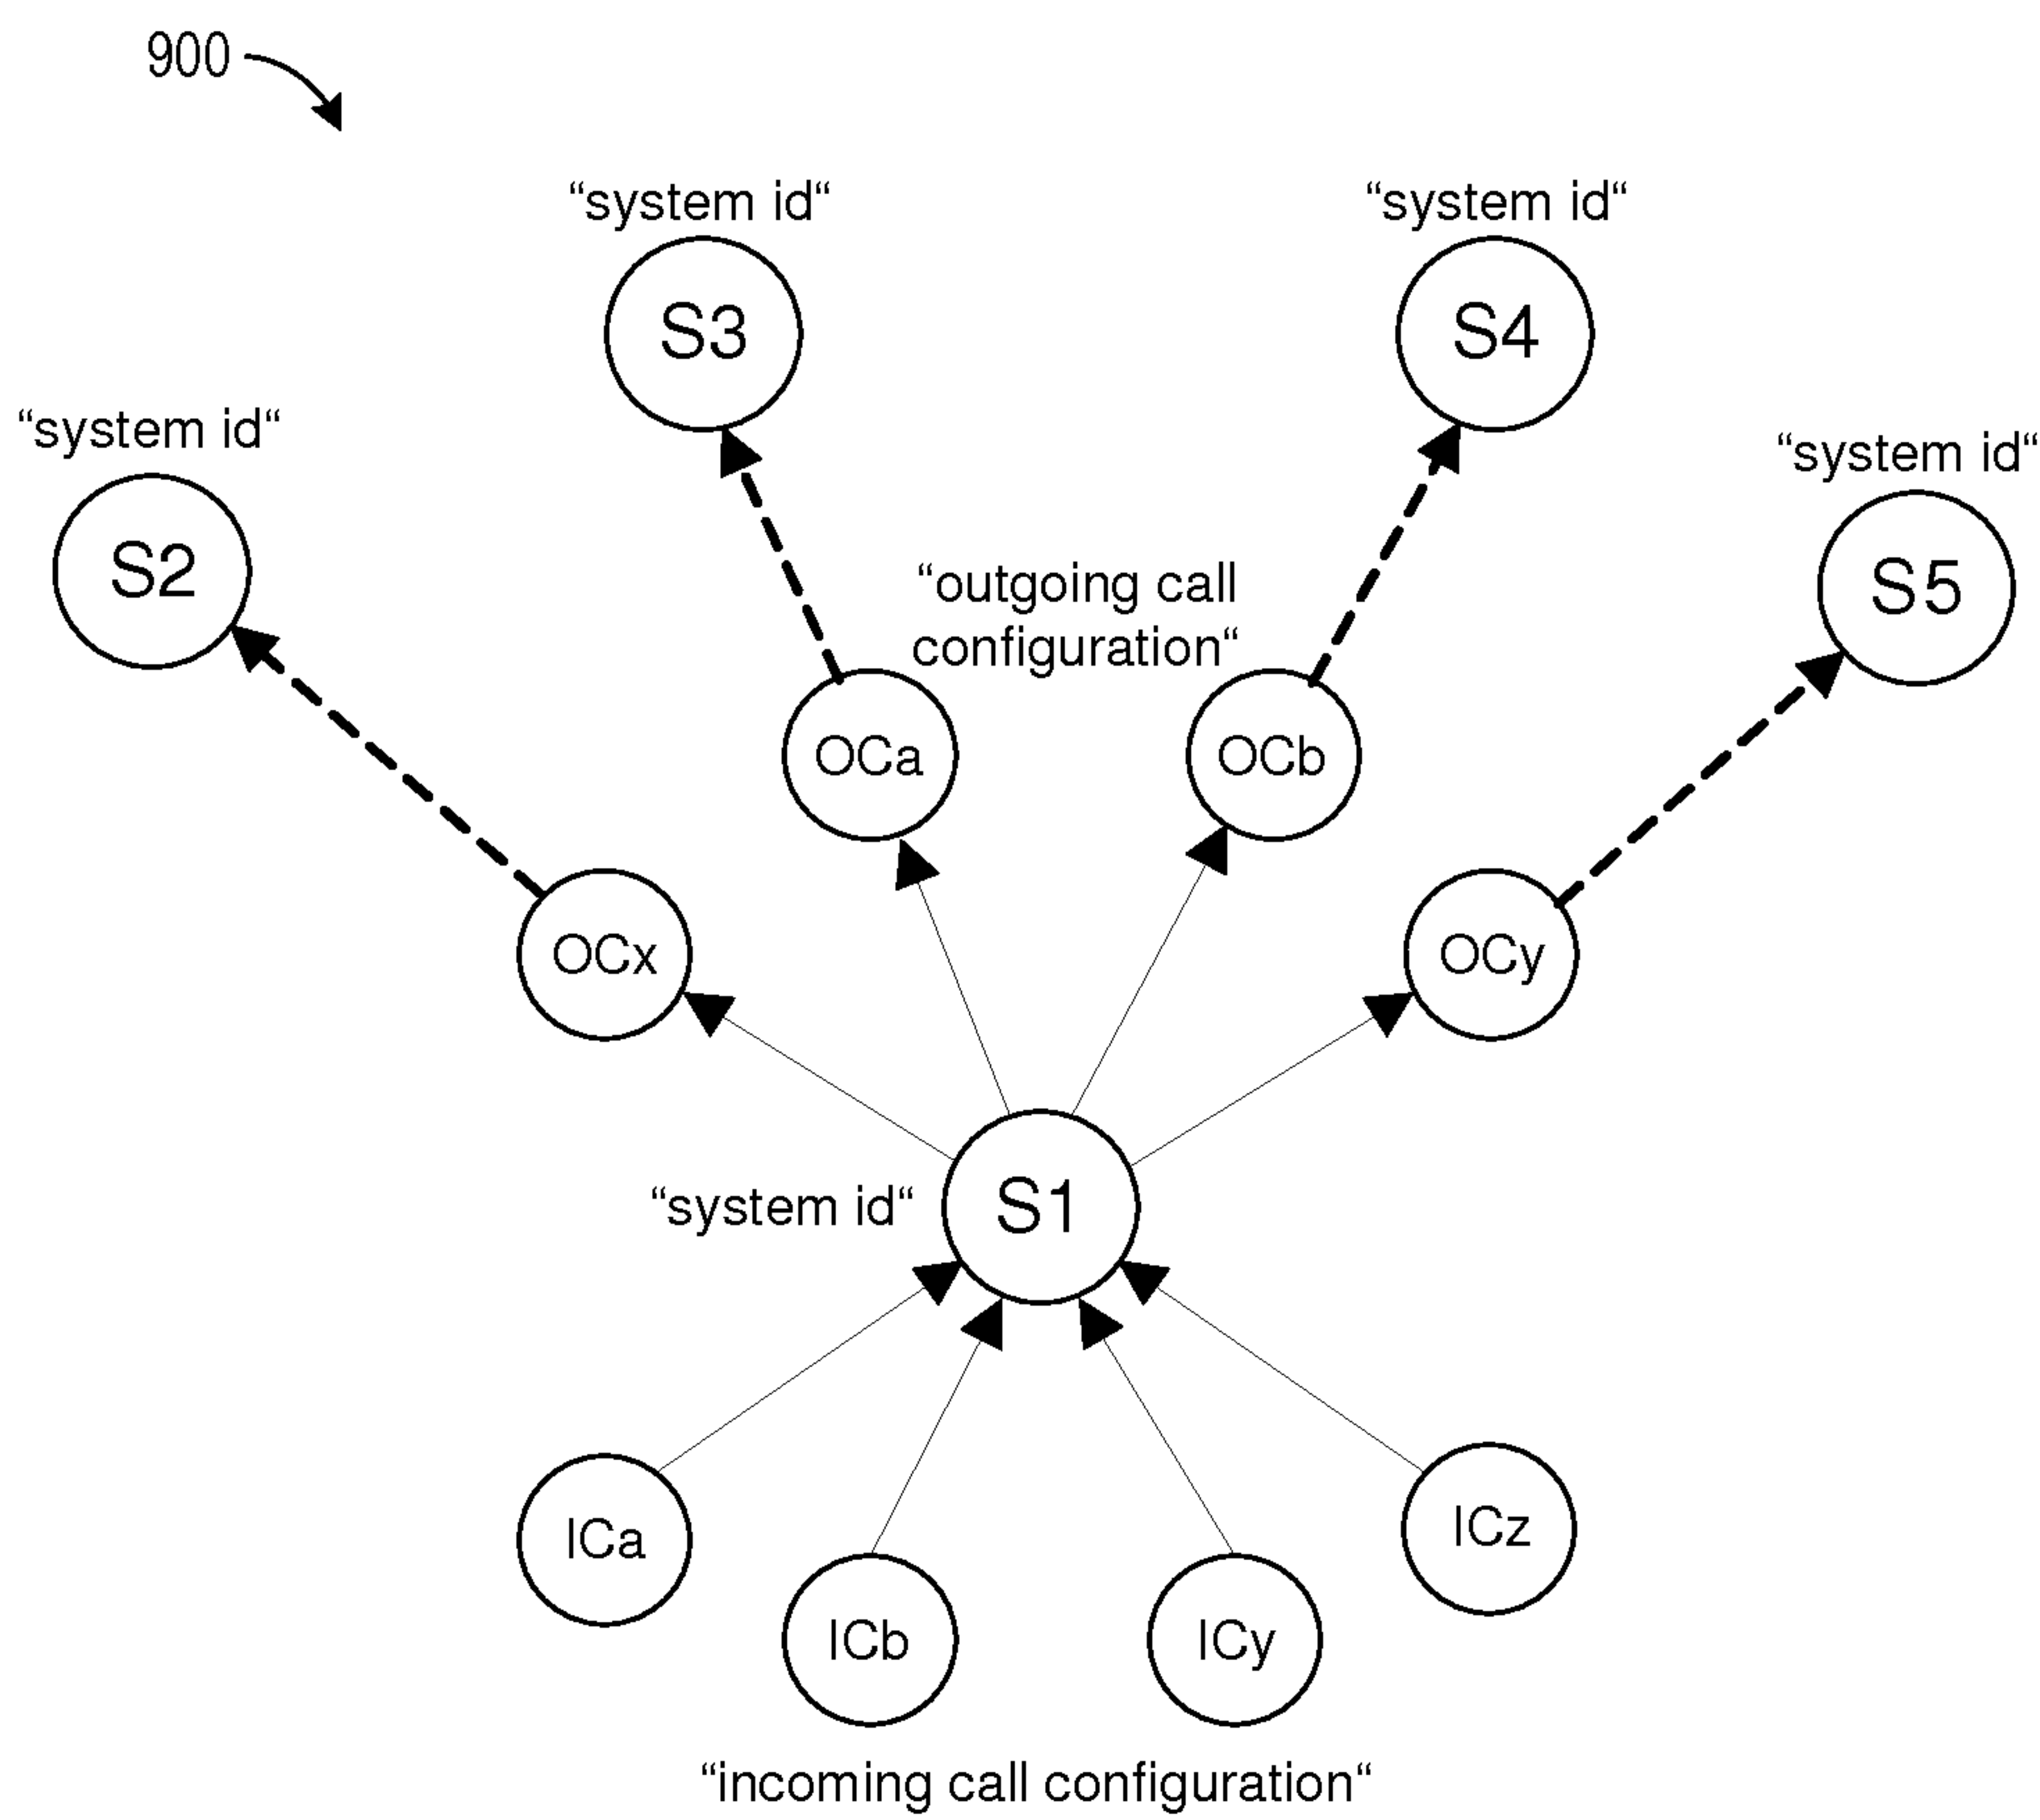 900
“system id“
“system id“
S3
S4
“system id“
“system id“
S2
“outgoing call
configuration“
S5
OCa
OCb
OCx
OCy
“system id“
S1
ICa
ICb
ICy
ICz
“incoming call configuration“